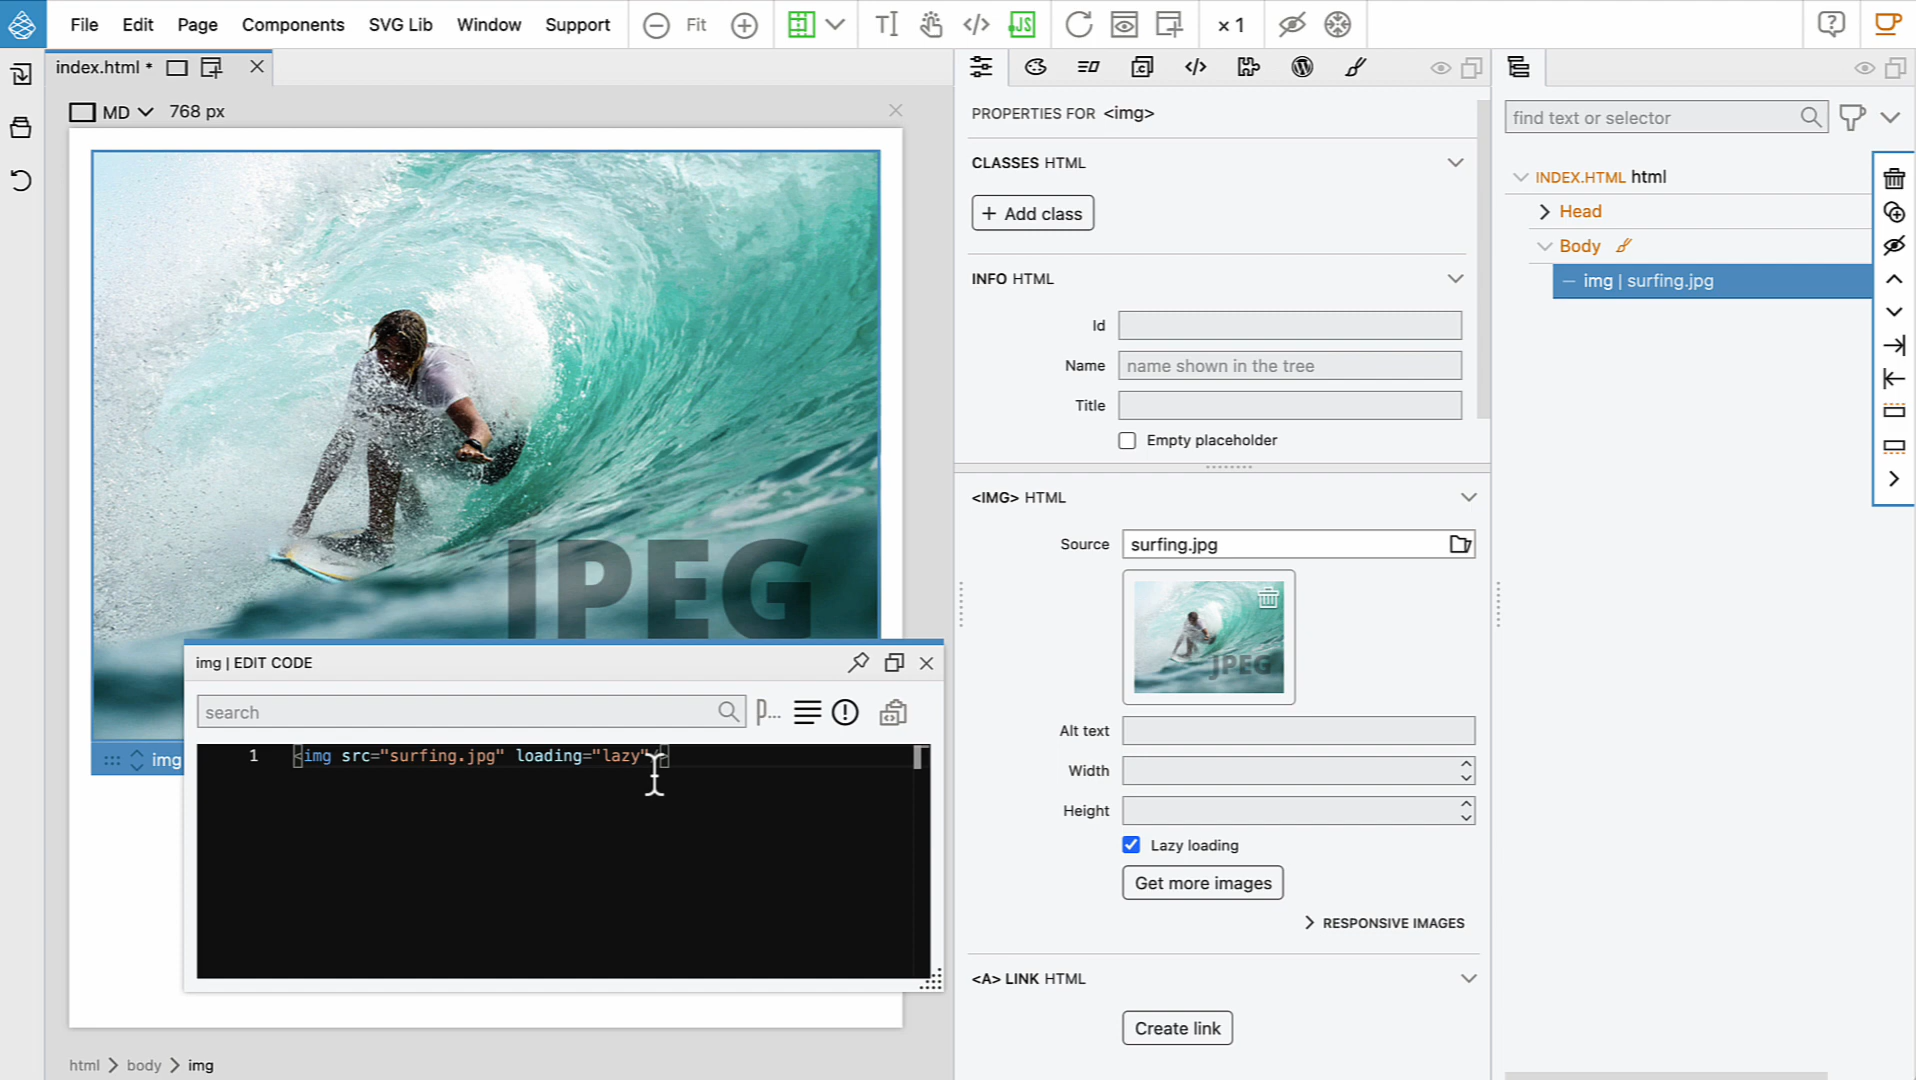 File Edit Page Components SVG Lib Window Support Fit JS × 1
index.html *
MD 768 px
JPEG
img
img | EDIT CODE
search p...
1 <img src="surfing.jpg" loading="lazy"/>
html body img
PROPERTIES FOR <img>
CLASSES HTML
+ Add class
INFO HTML
Id
Name name shown in the tree
Title
Empty placeholder
<IMG> HTML
Source surfing.jpg
JPEG
Alt text
Width
Height
Lazy loading
Get more images
RESPONSIVE IMAGES
<A> LINK HTML
Create link
find text or selector
INDEX.HTML html
Head
Body
img | surfing.jpg